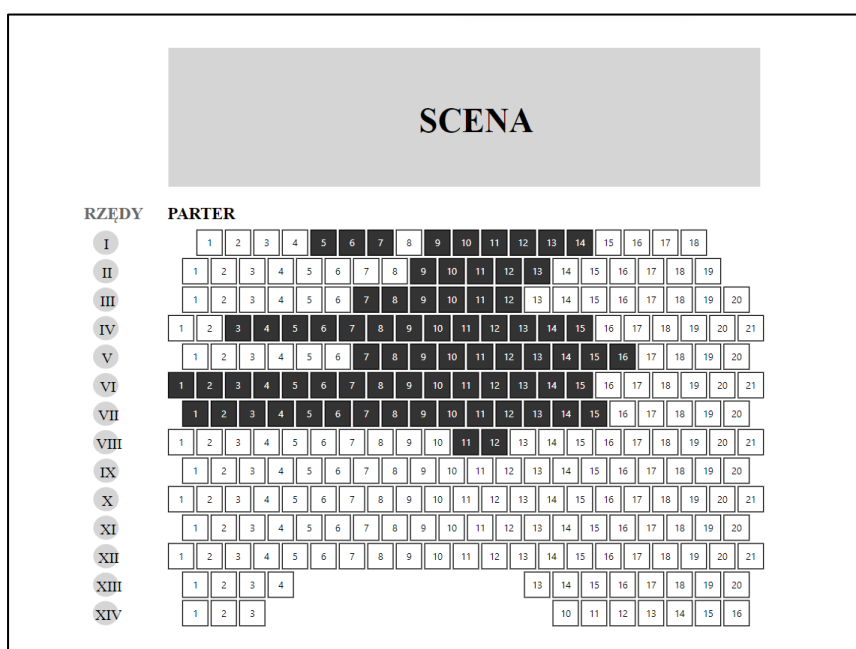 SCENA
RZĘDY PARTER
I 1 2 3 4 5 6 7 8 9 10 11 12 13 14 15 16 17 18
II 1 2 3 4 5 6 7 8 9 10 11 12 13 14 15 16 17 18 19
III 1 2 3 4 5 6 7 8 9 10 11 12 13 14 15 16 17 18 19 20
IV 1 2 3 4 5 6 7 8 9 10 11 12 13 14 15 16 17 18 19 20 21
V 1 2 3 4 5 6 7 8 9 10 11 12 13 14 15 16 17 18 19 20
VI 1 2 3 4 5 6 7 8 9 10 11 12 13 14 15 16 17 18 19 20 21
VII 1 2 3 4 5 6 7 8 9 10 11 12 13 14 15 16 17 18 19 20
VIII 1 2 3 4 5 6 7 8 9 10 11 12 13 14 15 16 17 18 19 20 21
IX 1 2 3 4 5 6 7 8 9 10 11 12 13 14 15 16 17 18 19 20
X 1 2 3 4 5 6 7 8 9 10 11 12 13 14 15 16 17 18 19 20 21
XI 1 2 3 4 5 6 7 8 9 10 11 12 13 14 15 16 17 18 19 20
XII 1 2 3 4 5 6 7 8 9 10 11 12 13 14 15 16 17 18 19 20 21
XIII 1 2 3 4 13 14 15 16 17 18 19 20
XIV 1 2 3 10 11 12 13 14 15 16